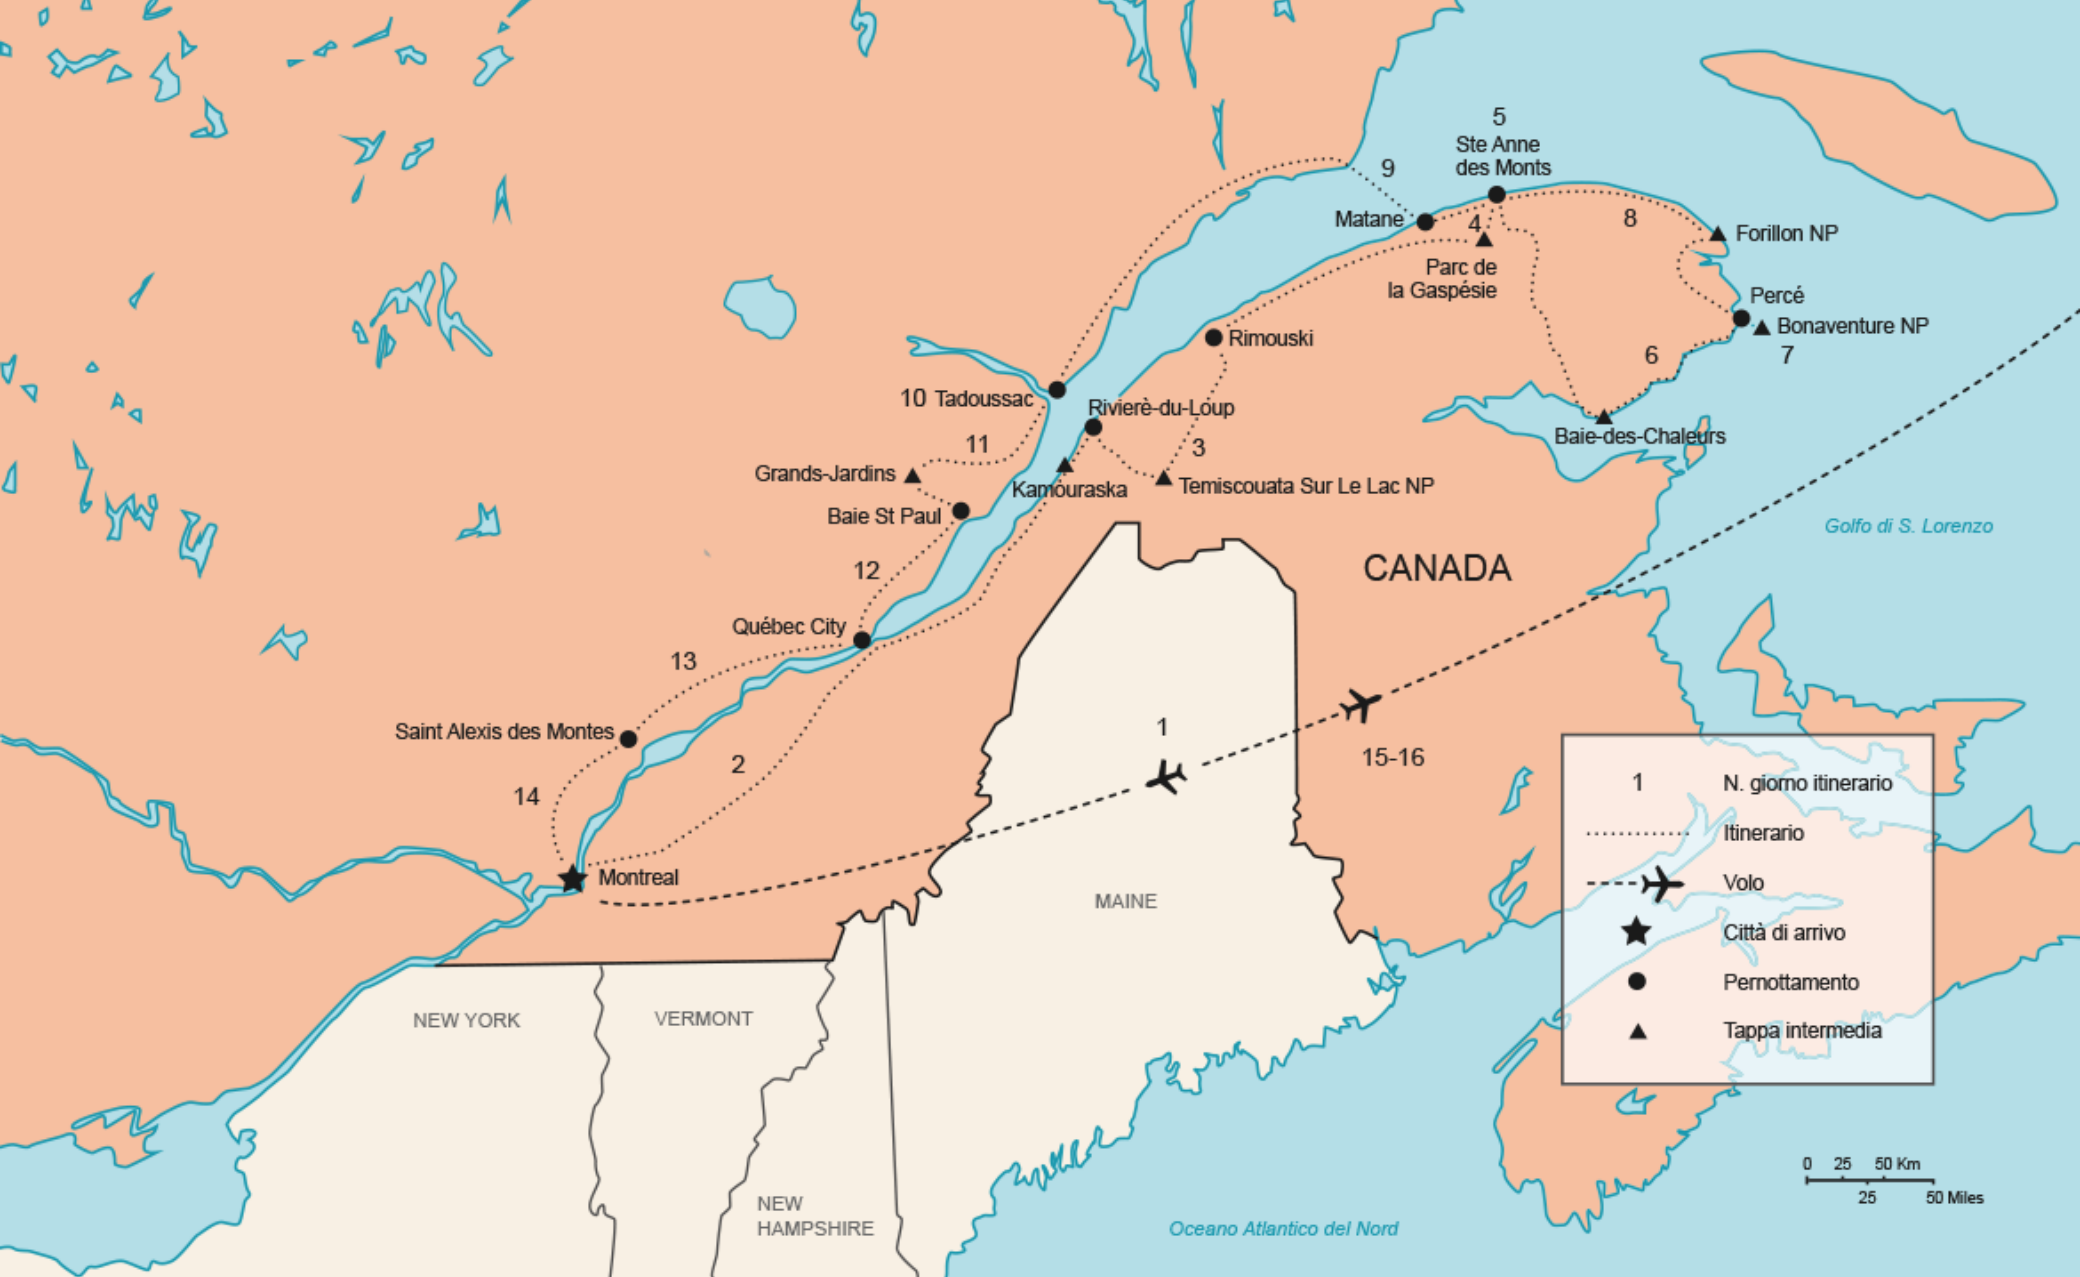 5
Ste Anne
des Monts
9
Matane
4
8
Forillon NP
Parc de
la Gaspésie
Percé
Bonaventure NP
7
6
Rimouski
10 Tadoussac
Rivierè-du-Loup
Baie-des-Chaleurs
11
3
Grands-Jardins
Kamouraska
Temiscouata Sur Le Lac NP
Baie St Paul
Golfo di S. Lorenzo
12
CANADA
Québec City
13
Saint Alexis des Montes
2
1
15-16
14
Montreal
MAINE
NEW YORK
VERMONT
NEW
HAMPSHIRE
Oceano Atlantico del Nord
1 N. giorno itinerario
Itinerario
Volo
Città di arrivo
Pernottamento
Tappa intermedia
0 25 50 Km
25 50 Miles